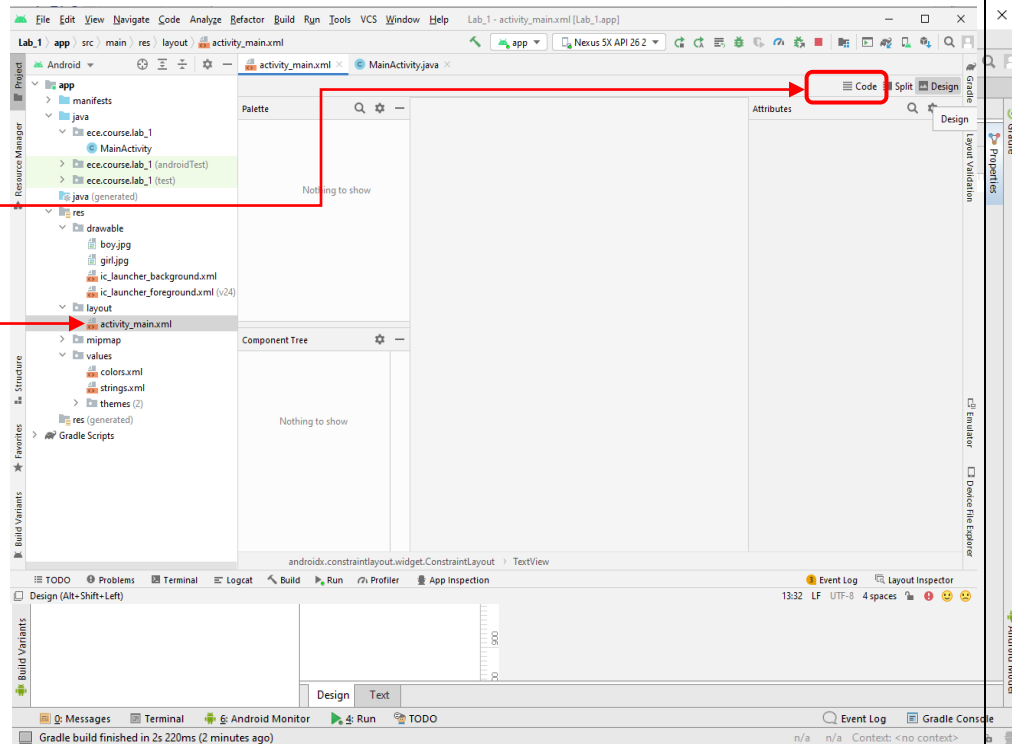 File Edit View Navigate Code Analyze Refactor Build Run Tools VCS Window Help Lab_1 - activity_main.xml [Lab_1.app]
Lab_1 app src main res layout activity_main.xml app Nexus 5X API 26 2
Android activity_main.xml MainActivity.java
Code Split Design
Design
Palette Attributes
Nothing to show
Component Tree
Nothing to show
app
manifests
java
ece.course.lab_1
MainActivity
ece.course.lab_1 (androidTest)
ece.course.lab_1 (test)
java (generated)
res
drawable
boy.jpg
girl.jpg
ic_launcher_background.xml
ic_launcher_foreground.xml (v24)
layout
activity_main.xml
mipmap
values
colors.xml
strings.xml
themes (2)
res (generated)
Gradle Scripts
Project
Resource Manager
Structure
Favorites
Build Variants
Gradle
Layout Validation
Emulator
Device File Explorer
Gradle
Properties
Android Model
androidx.constraintlayout.widget.ConstraintLayout TextView
TODO Problems Terminal Logcat Build Run Profiler App Inspection Event Log Layout Inspector
Design (Alt+Shift+Left) 13:32 LF UTF-8 4 spaces
Build Variants
Design Text
0: Messages Terminal 6: Android Monitor 4: Run TODO Event Log Gradle Console
Gradle build finished in 2s 220ms (2 minutes ago) n/a n/a Context: <no context>